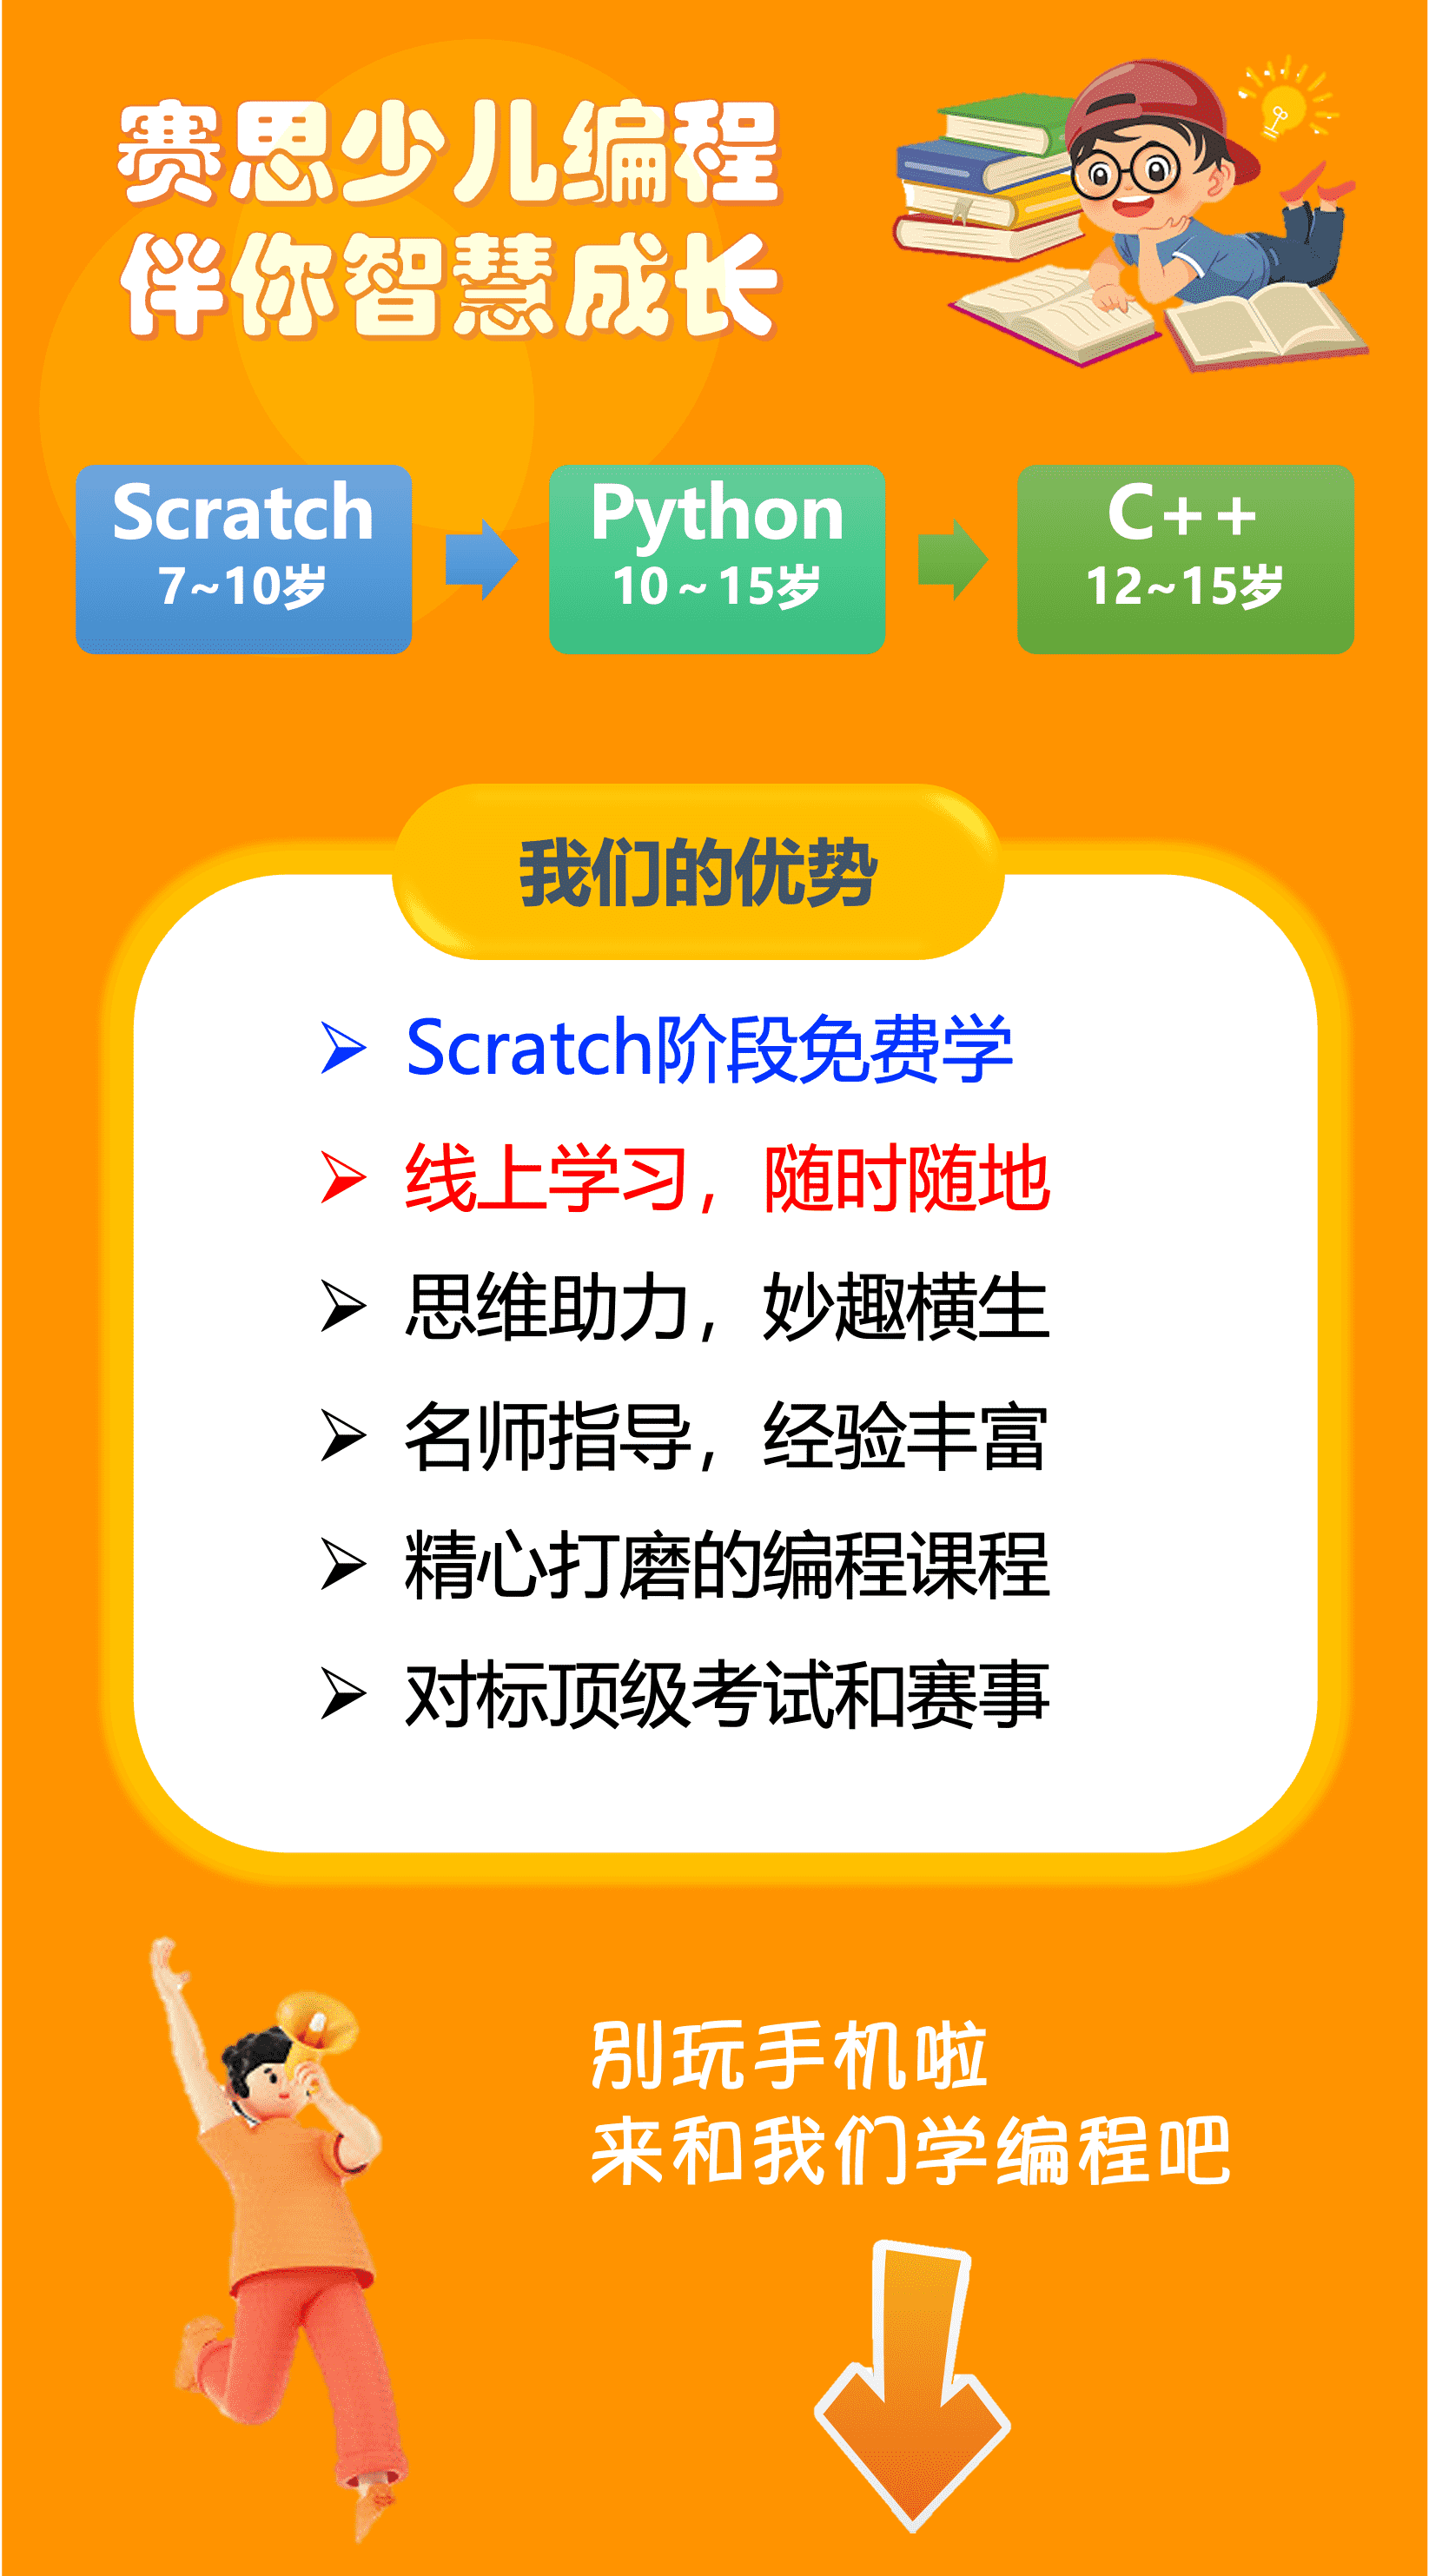 赛思少儿编程
伴你智慧成长
Scratch
7~10岁
Python
10~15岁
C++
12~15岁
我们的优势
Scratch阶段免费学
线上学习，随时随地
思维助力，妙趣横生
名师指导，经验丰富
精心打磨的编程课程
对标顶级考试和赛事
别玩手机啦
来和我们学编程吧